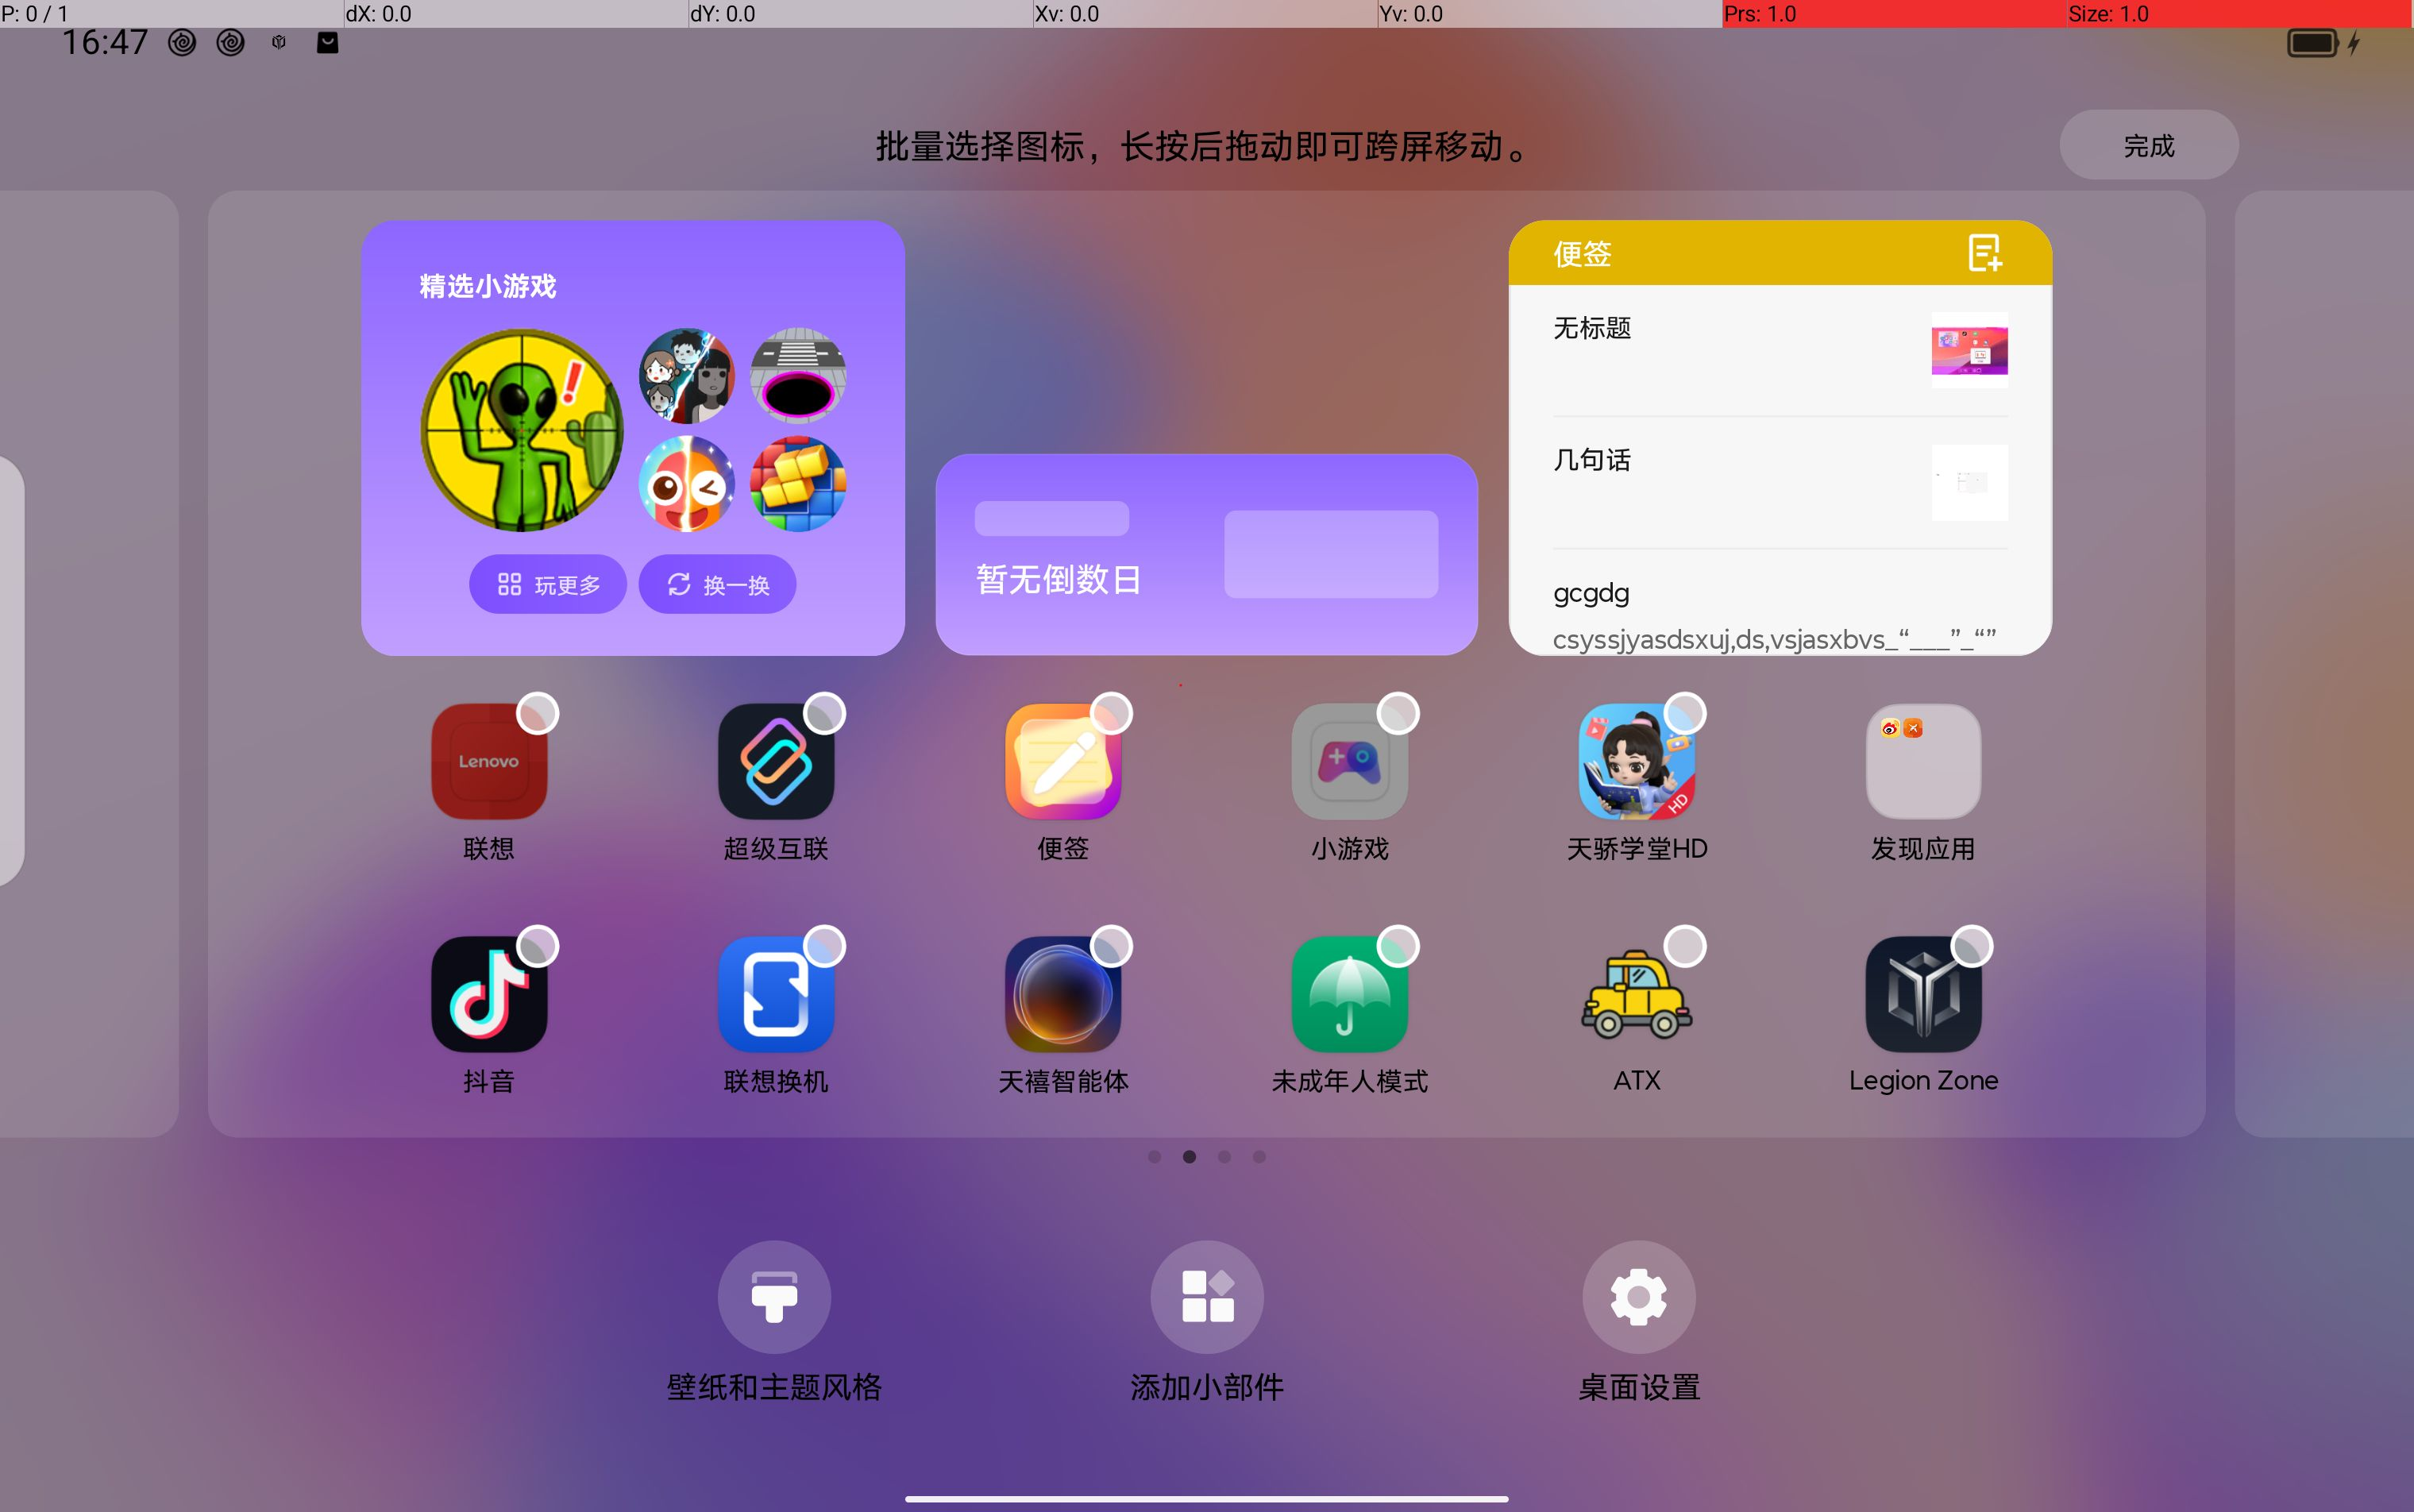 P: 0 / 1 dX: 0.0 dY: 0.0 Xv: 0.0 Yv: 0.0 Prs: 1.0 Size: 1.0
16:47
批量选择图标，长按后拖动即可跨屏移动。
完成
精选小游戏
玩更多
换一换
暂无倒数日
便签
无标题
几句话
gcgdg
csyssjyasdsxuj,ds,vsjasxbvs_“___”_“”
Lenovo
HD
联想
超级互联
便签
小游戏
天骄学堂HD
发现应用
抖音
联想换机
天禧智能体
未成年人模式
ATX
Legion Zone
壁纸和主题风格
添加小部件
桌面设置